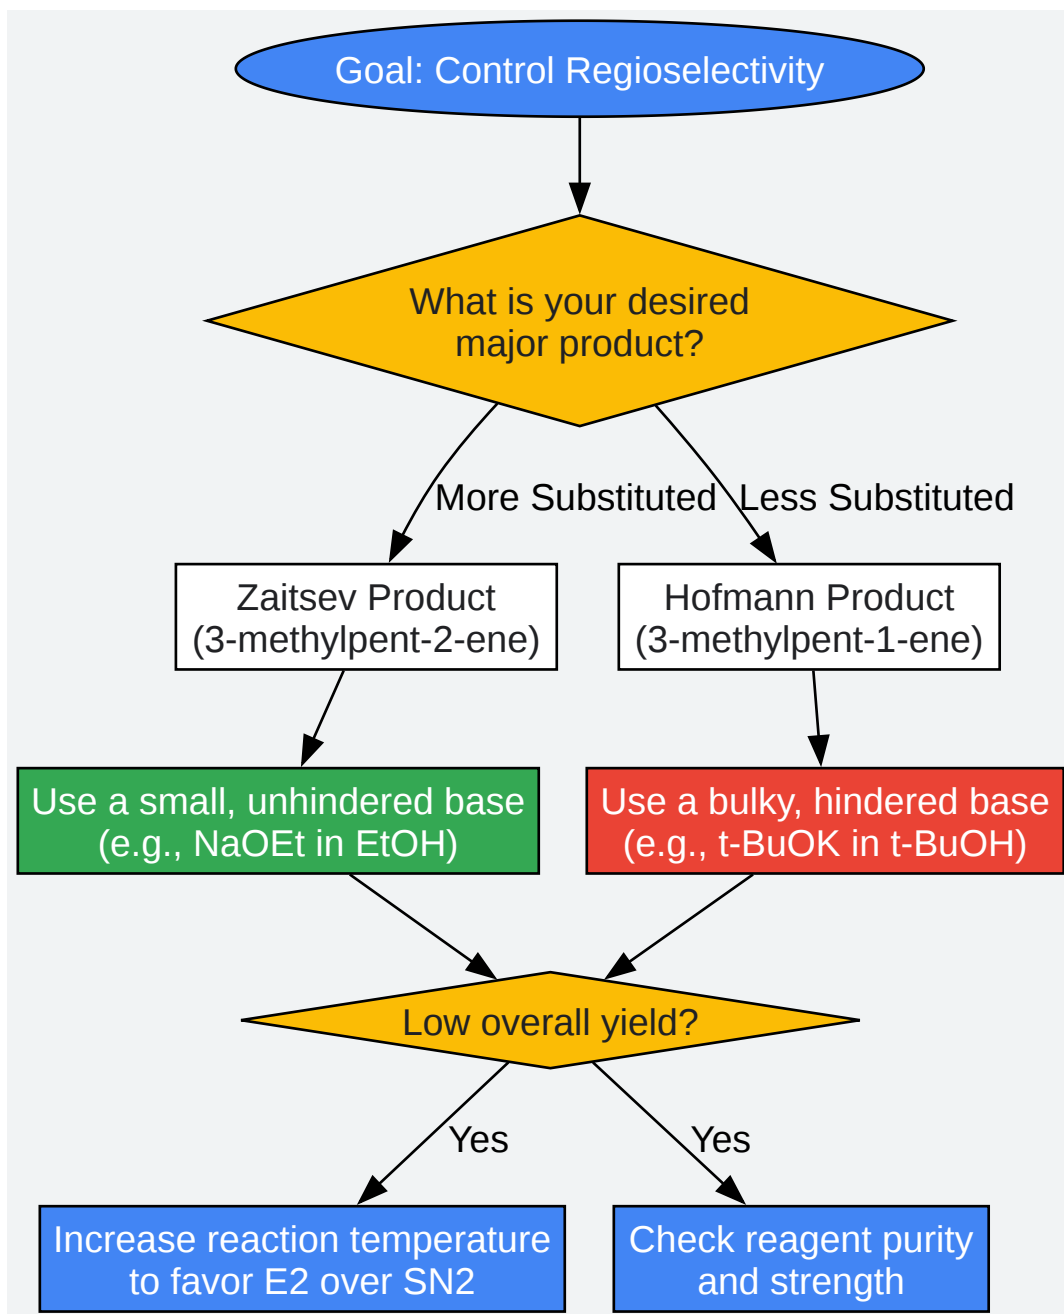 Goal: Control Regioselectivity
What is your desired
major product?
More Substituted
Less Substituted
Zaitsev Product
(3-methylpent-2-ene)
Hofmann Product
(3-methylpent-1-ene)
Use a small, unhindered base
(e.g., NaOEt in EtOH)
Use a bulky, hindered base
(e.g., t-BuOK in t-BuOH)
Low overall yield?
Yes
Yes
Increase reaction temperature
to favor E2 over SN2
Check reagent purity
and strength